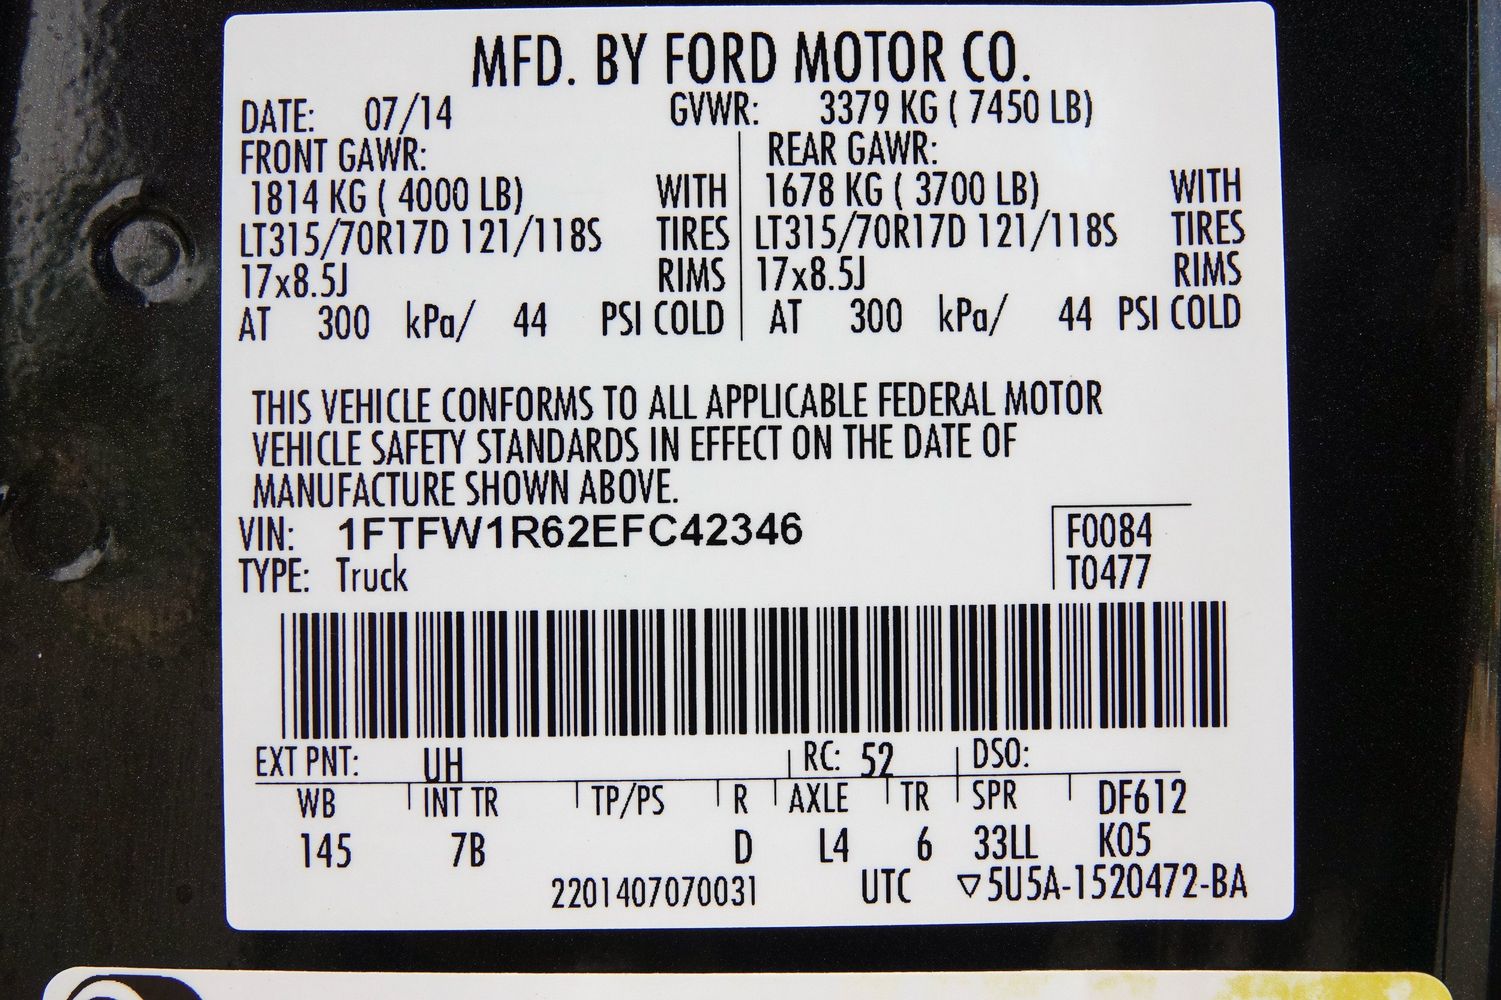 MFD. BY FORD MOTOR CO.
DATE: 07/14 GVWR: 3379 KG ( 7450 LB)
FRONT GAWR: REAR GAWR:
1814 KG ( 4000 LB) WITH 1678 KG ( 3700 LB) WITH
LT315/70R17D 121/118S TIRES LT315/70R17D 121/118S TIRES
17x8.5J RIMS 17x8.5J RIMS
AT 300 kPa/ 44 PSI COLD AT 300 kPa/ 44 PSI COLD
THIS VEHICLE CONFORMS TO ALL APPLICABLE FEDERAL MOTOR
VEHICLE SAFETY STANDARDS IN EFFECT ON THE DATE OF
MANUFACTURE SHOWN ABOVE.
VIN: 1FTFW1R62EFC42346 F0084
TYPE: Truck T0477
EXT PNT: UH RC: 52 DSO:
WB INT TR TP/PS R AXLE TR SPR DF612
145 7B D L4 6 33LL K05
2201407070031 UTC ▽5U5A-1520472-BA